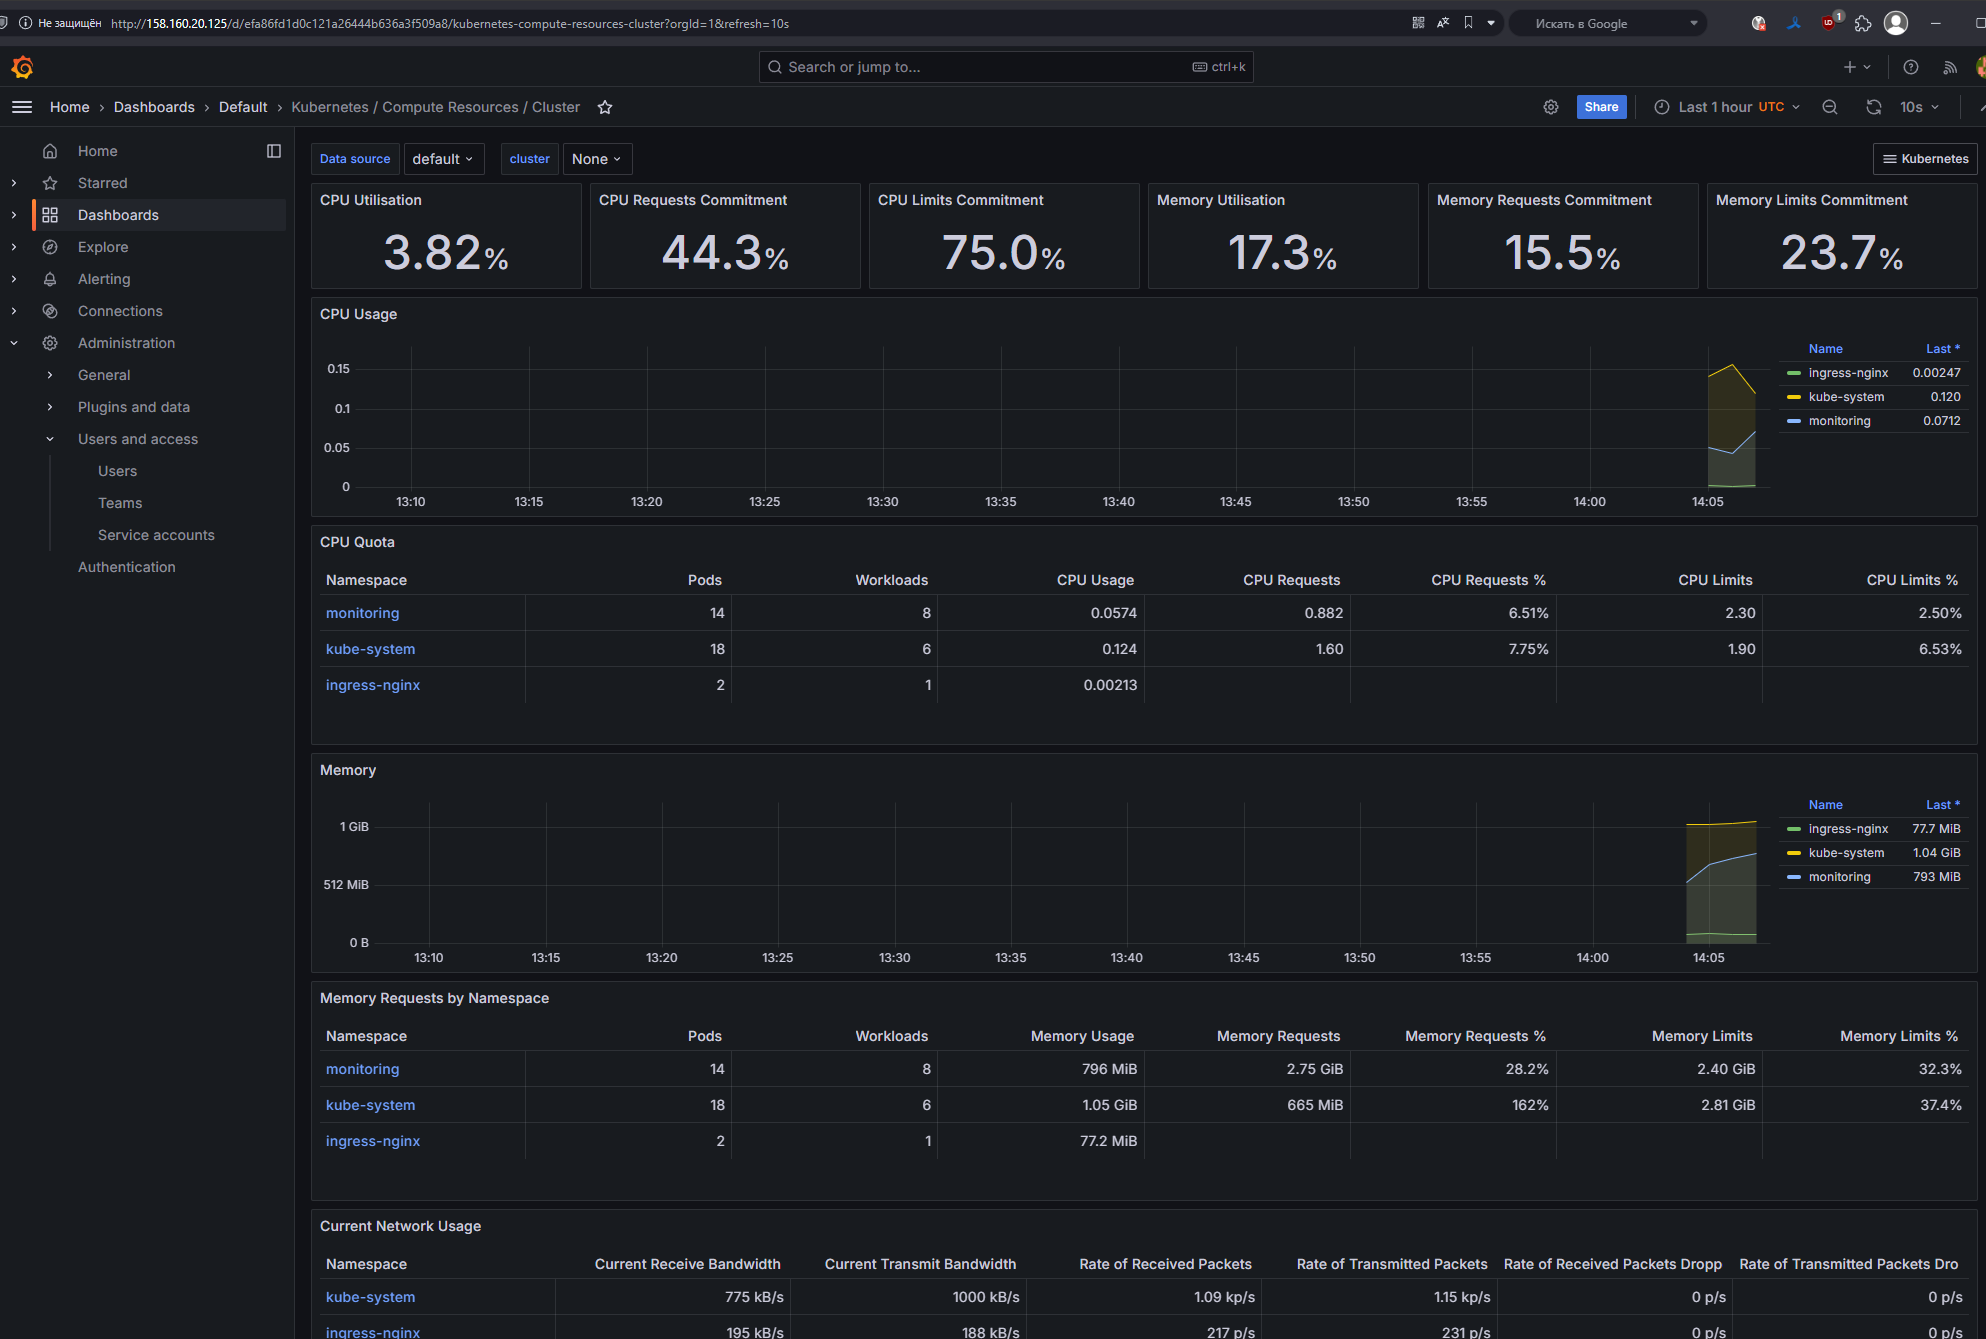 Не защищён http://158.160.20.125/d/efa86fd1d0c121a26444b636a3f509a8/kubernetes-compute-resources-cluster?orgId=1&refresh=10s Искать в Google 1
Search or jump to... ctrl+k
Home › Dashboards › Default › Kubernetes / Compute Resources / Cluster Share Last 1 hour UTC 10s
Home
Starred
Dashboards
Explore
Alerting
Connections
Administration
General
Plugins and data
Users and access
Users
Teams
Service accounts
Authentication
Data source default cluster None Kubernetes
CPU Utilisation CPU Requests Commitment CPU Limits Commitment Memory Utilisation Memory Requests Commitment Memory Limits Commitment
3.82% 44.3% 75.0% 17.3% 15.5% 23.7%
CPU Usage
0.15
0.1
0.05
0
13:10 13:15 13:20 13:25 13:30 13:35 13:40 13:45 13:50 13:55 14:00 14:05
Name Last *
ingress-nginx 0.00247
kube-system 0.120
monitoring 0.0712
CPU Quota
Namespace Pods Workloads CPU Usage CPU Requests CPU Requests % CPU Limits CPU Limits %
monitoring 14 8 0.0574 0.882 6.51% 2.30 2.50%
kube-system 18 6 0.124 1.60 7.75% 1.90 6.53%
ingress-nginx 2 1 0.00213
Memory
1 GiB
512 MiB
0 B
13:10 13:15 13:20 13:25 13:30 13:35 13:40 13:45 13:50 13:55 14:00 14:05
Name Last *
ingress-nginx 77.7 MiB
kube-system 1.04 GiB
monitoring 793 MiB
Memory Requests by Namespace
Namespace Pods Workloads Memory Usage Memory Requests Memory Requests % Memory Limits Memory Limits %
monitoring 14 8 796 MiB 2.75 GiB 28.2% 2.40 GiB 32.3%
kube-system 18 6 1.05 GiB 665 MiB 162% 2.81 GiB 37.4%
ingress-nginx 2 1 77.2 MiB
Current Network Usage
Namespace Current Receive Bandwidth Current Transmit Bandwidth Rate of Received Packets Rate of Transmitted Packets Rate of Received Packets Dropp Rate of Transmitted Packets Dro
kube-system 775 kB/s 1000 kB/s 1.09 kp/s 1.15 kp/s 0 p/s 0 p/s
ingress-nginx 195 kB/s 188 kB/s 217 p/s 231 p/s 0 p/s 0 p/s